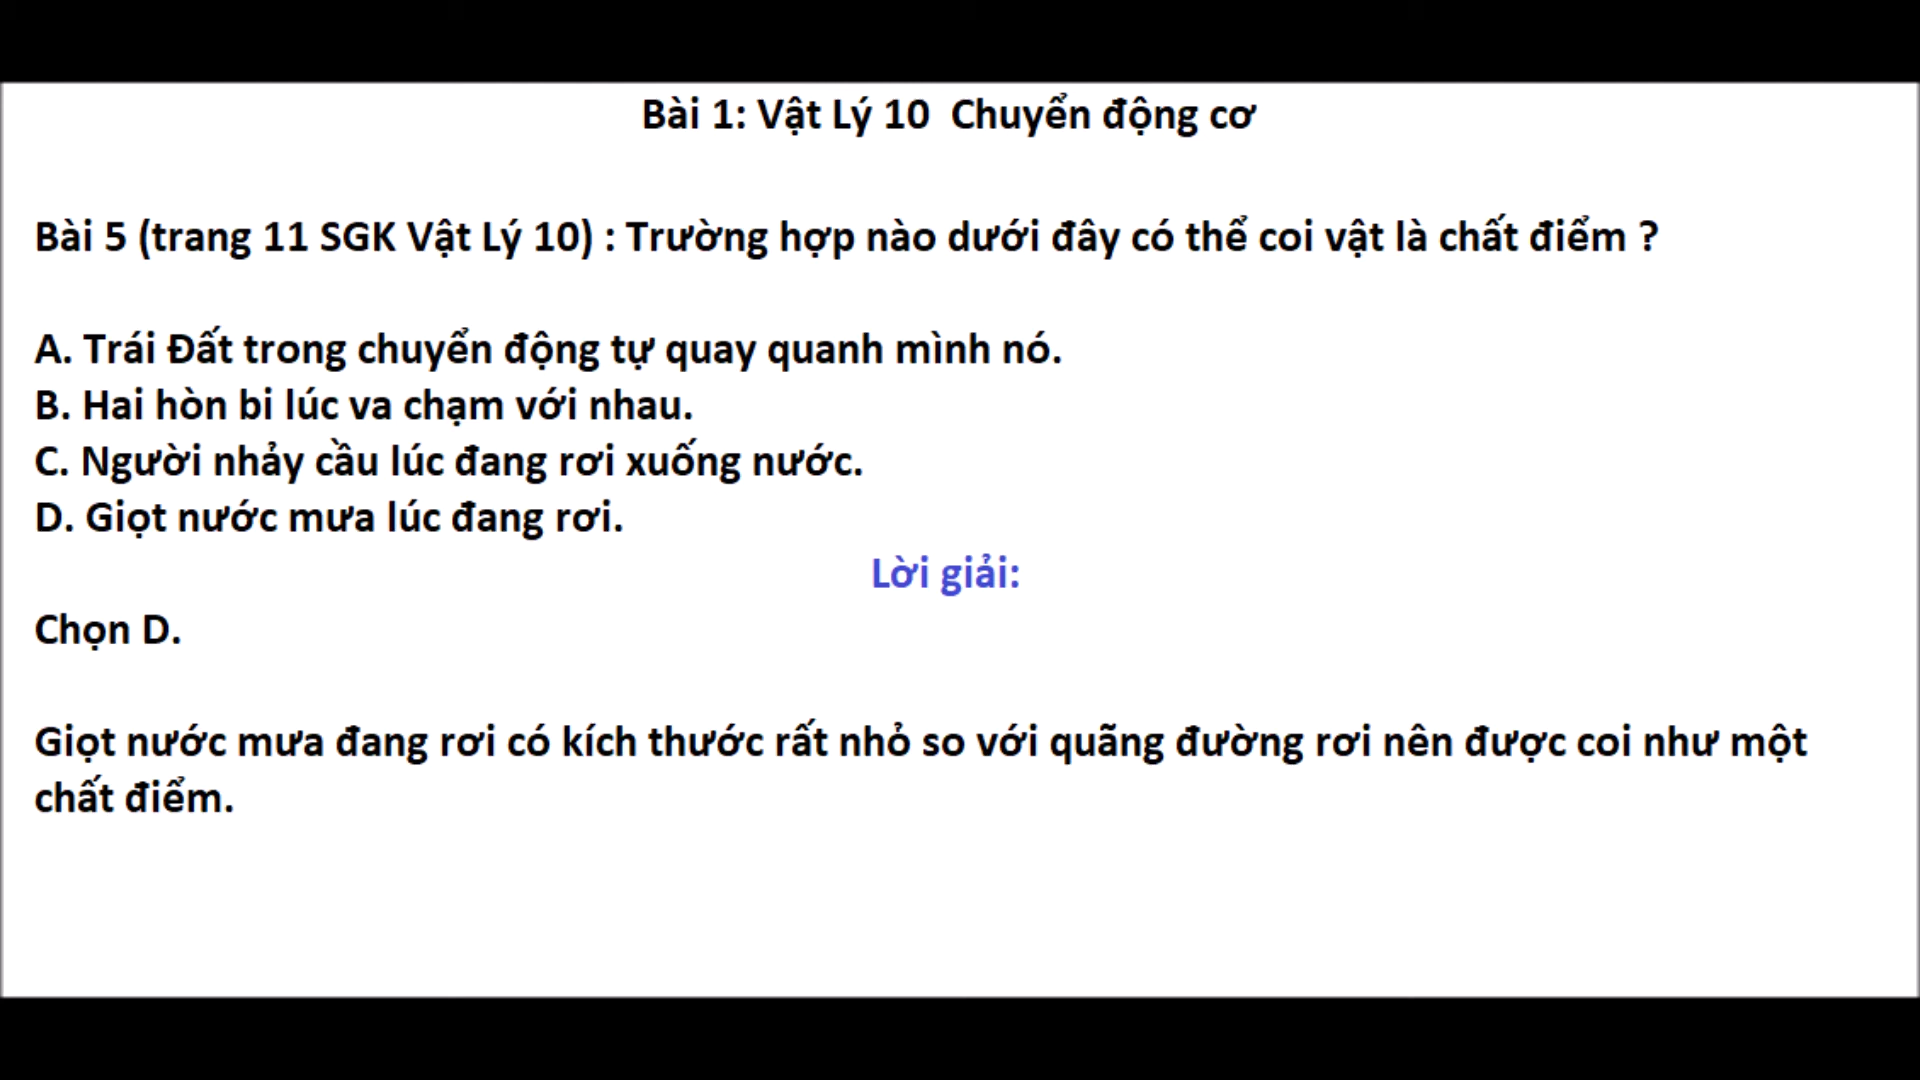 Bài 1: Vật Lý 10  Chuyển động cơ
Bài 5 (trang 11 SGK Vật Lý 10) : Trường hợp nào dưới đây có thể coi vật là chất điểm ?
A. Trái Đất trong chuyển động tự quay quanh mình nó.
B. Hai hòn bi lúc va chạm với nhau.
C. Người nhảy cầu lúc đang rơi xuống nước.
D. Giọt nước mưa lúc đang rơi.
Lời giải:
Chọn D.
Giọt nước mưa đang rơi có kích thước rất nhỏ so với quãng đường rơi nên được coi như một
chất điểm.